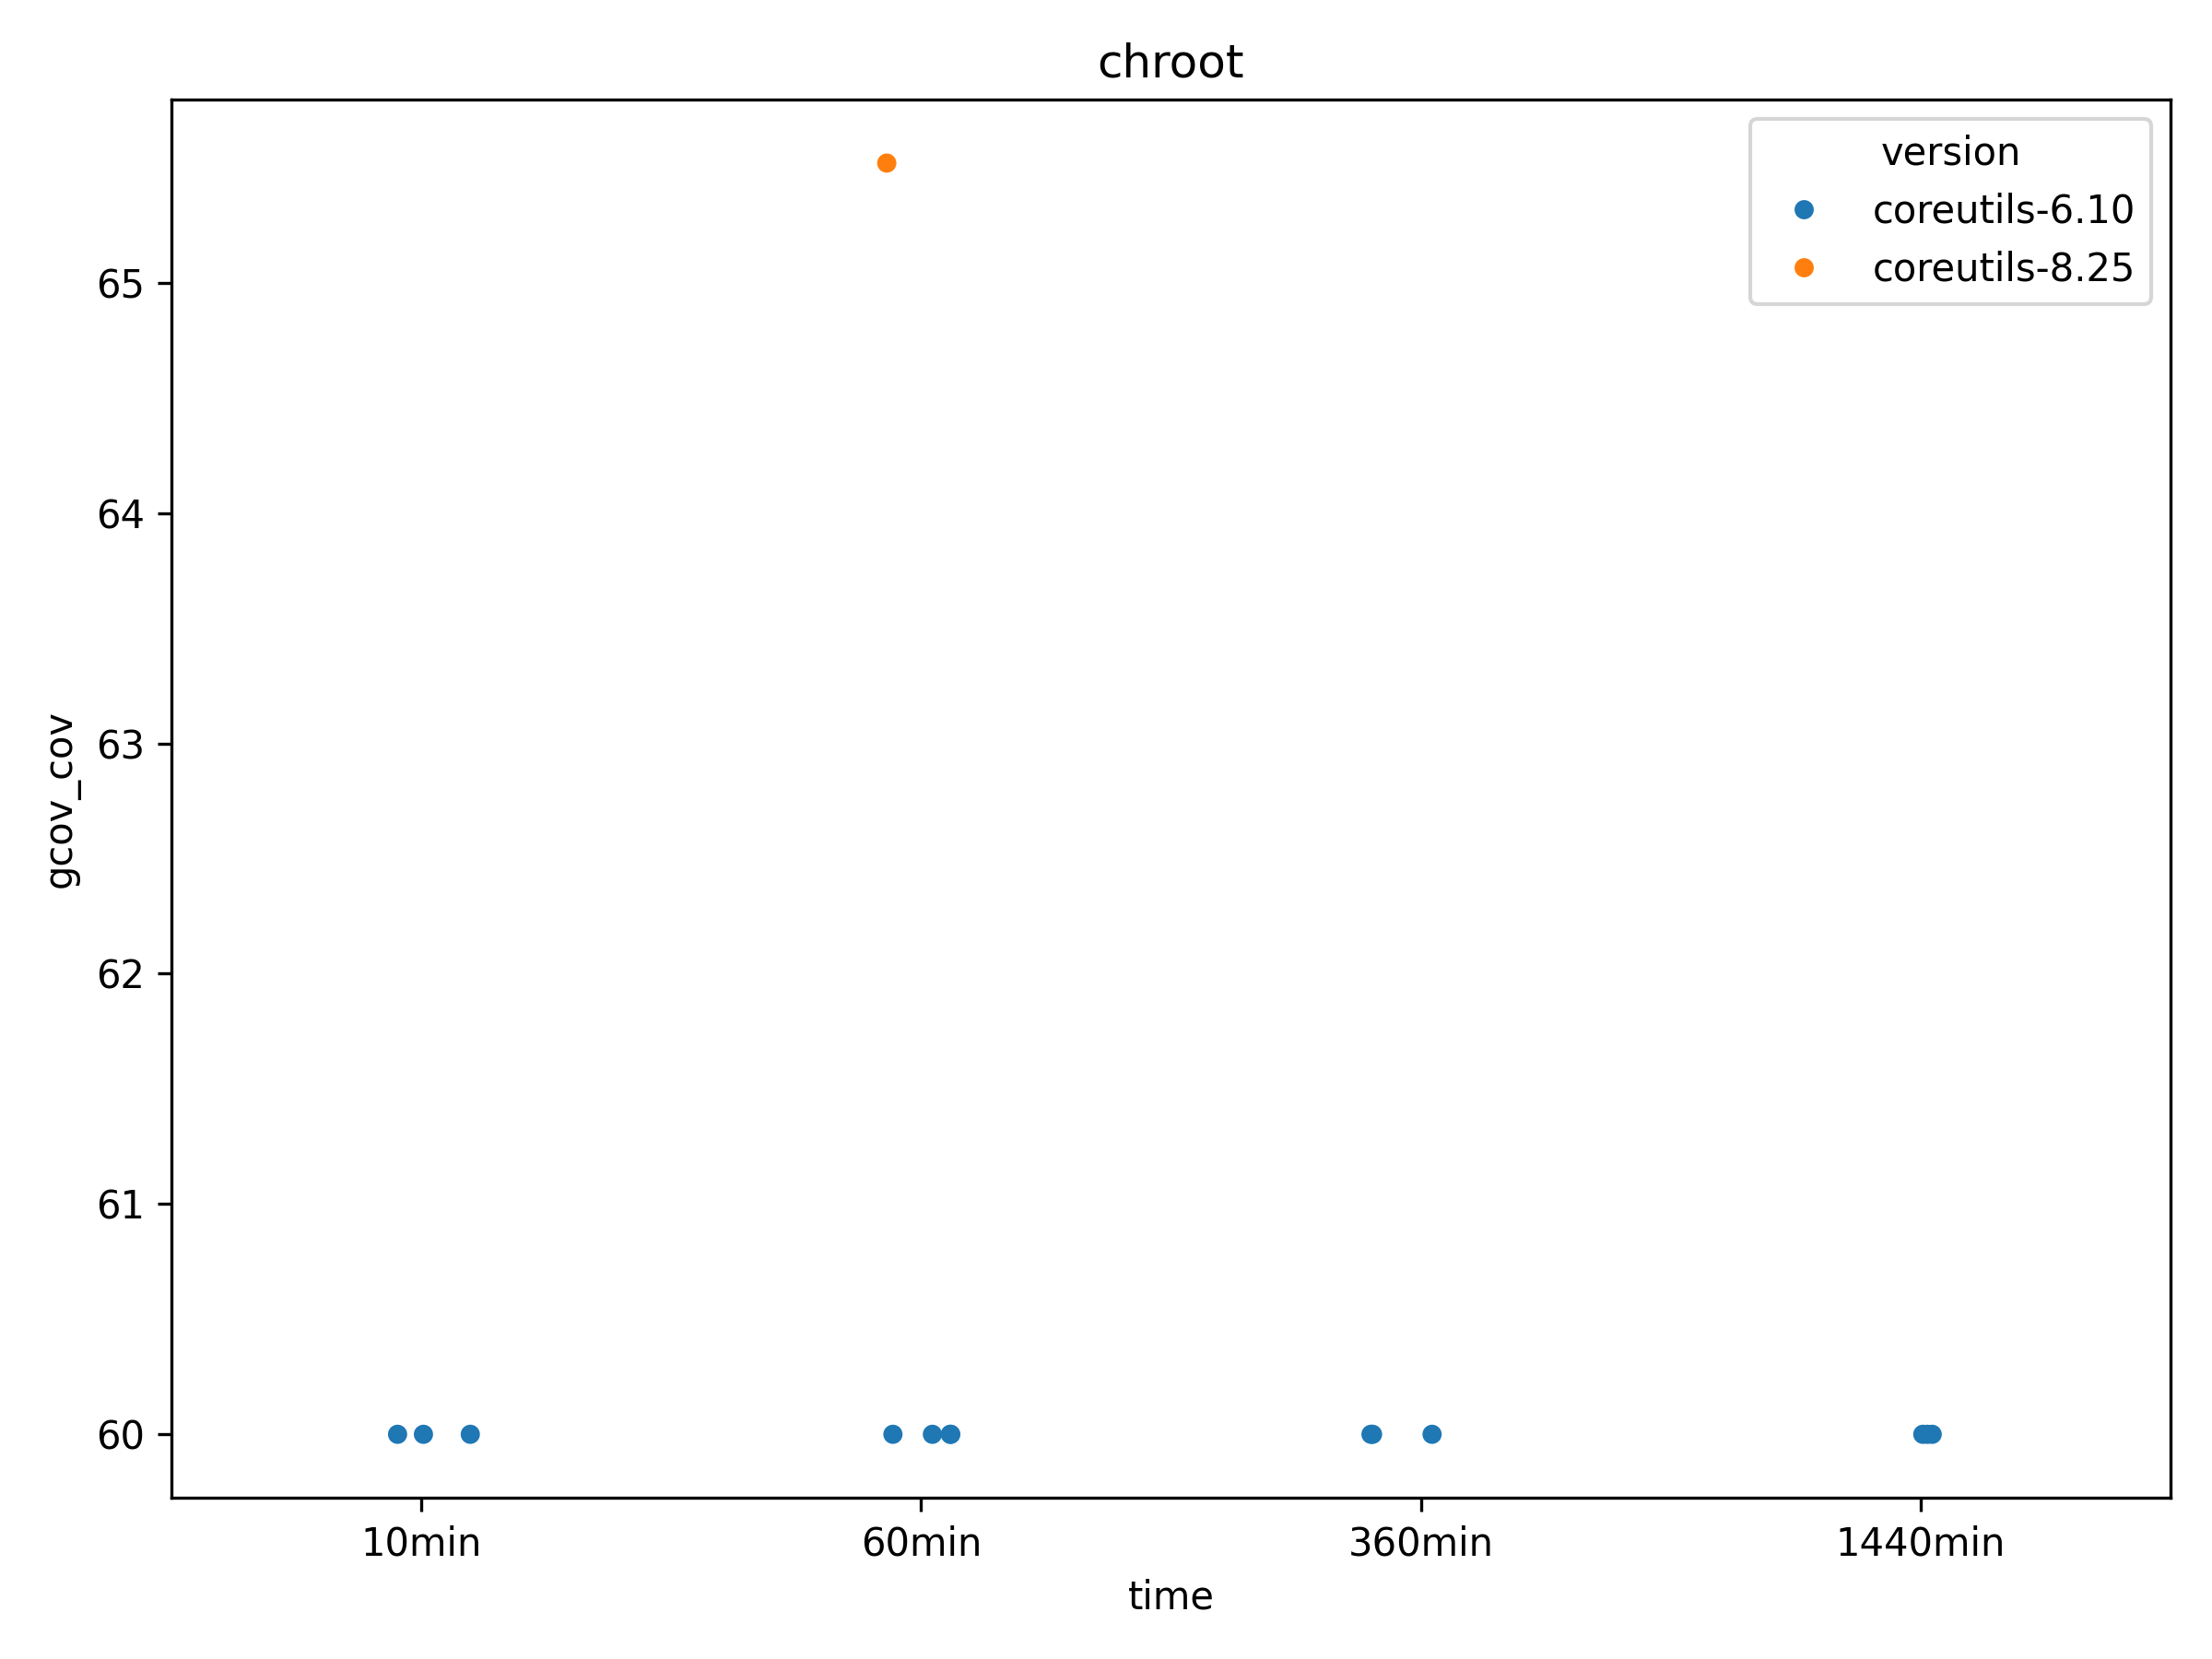 chroot
version
coreutils-6.10
coreutils-8.25
gcov_cov
65
64
63
62
61
60
10min 60min 360min 1440min
time